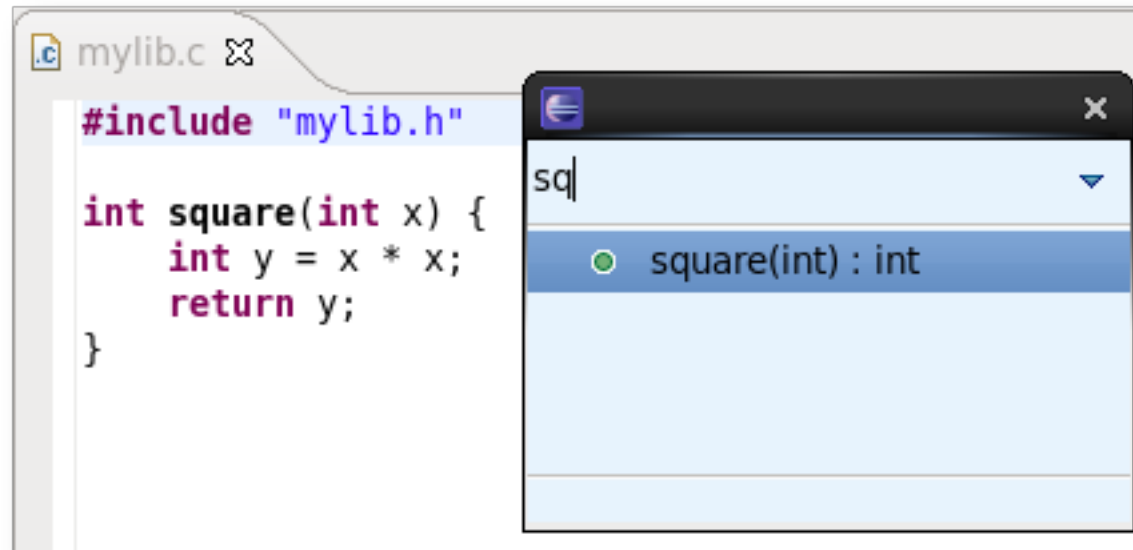 .c mylib.c
#include "mylib.h"
int square(int x) {
    int y = x * x;
    return y;
}
sq
square(int) : int